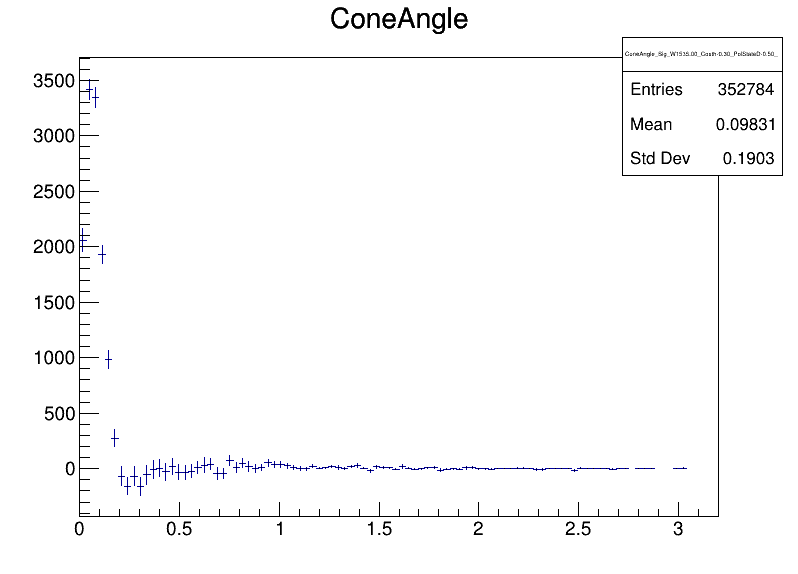 ConeAngle
ConeAngle_Sig_W1535.00_Costh-0.30_PolStateD-0.50_
Entries 352784
Mean 0.09831
Std Dev 0.1903
3500
3000
2500
2000
1500
1000
500
0
0 0.5 1 1.5 2 2.5 3